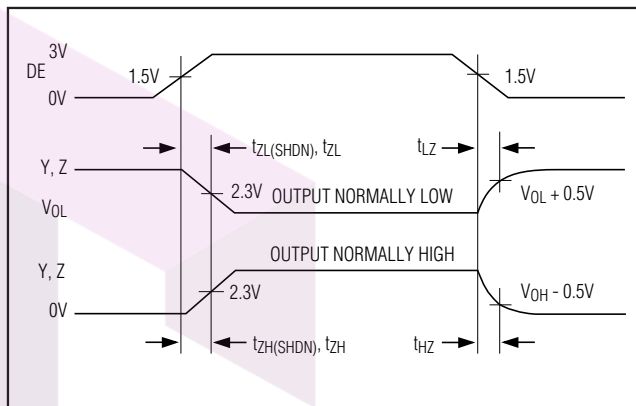 3V
DE
1.5V
1.5V
0V
tZL(SHDN), tZL
tLZ
Y, Z
2.3V
OUTPUT NORMALLY LOW
VOL + 0.5V
VOL
OUTPUT NORMALLY HIGH
Y, Z
2.3V
VOH - 0.5V
0V
tZH(SHDN), tZH
tHZ